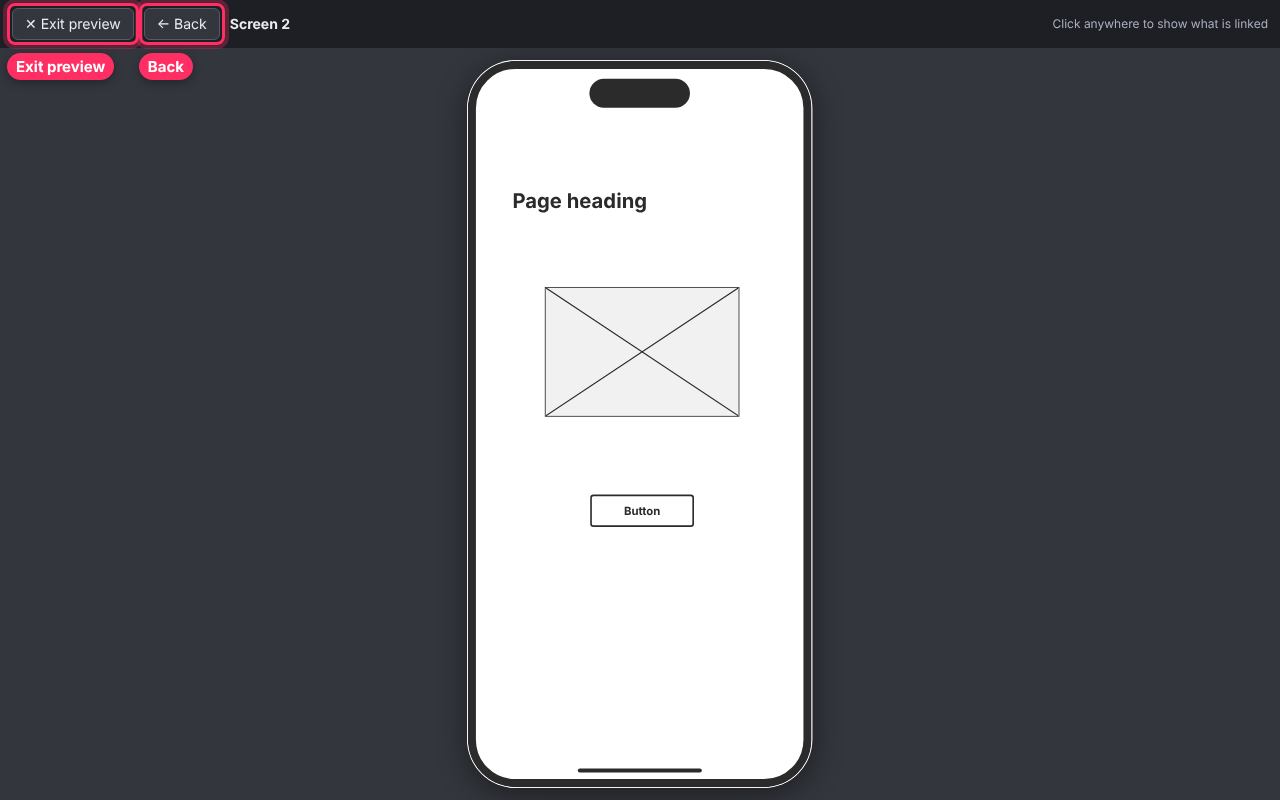 ✕ Exit preview
← Back
Screen 2
Click anywhere to show what is linked
Exit preview
Back
Page heading
Button